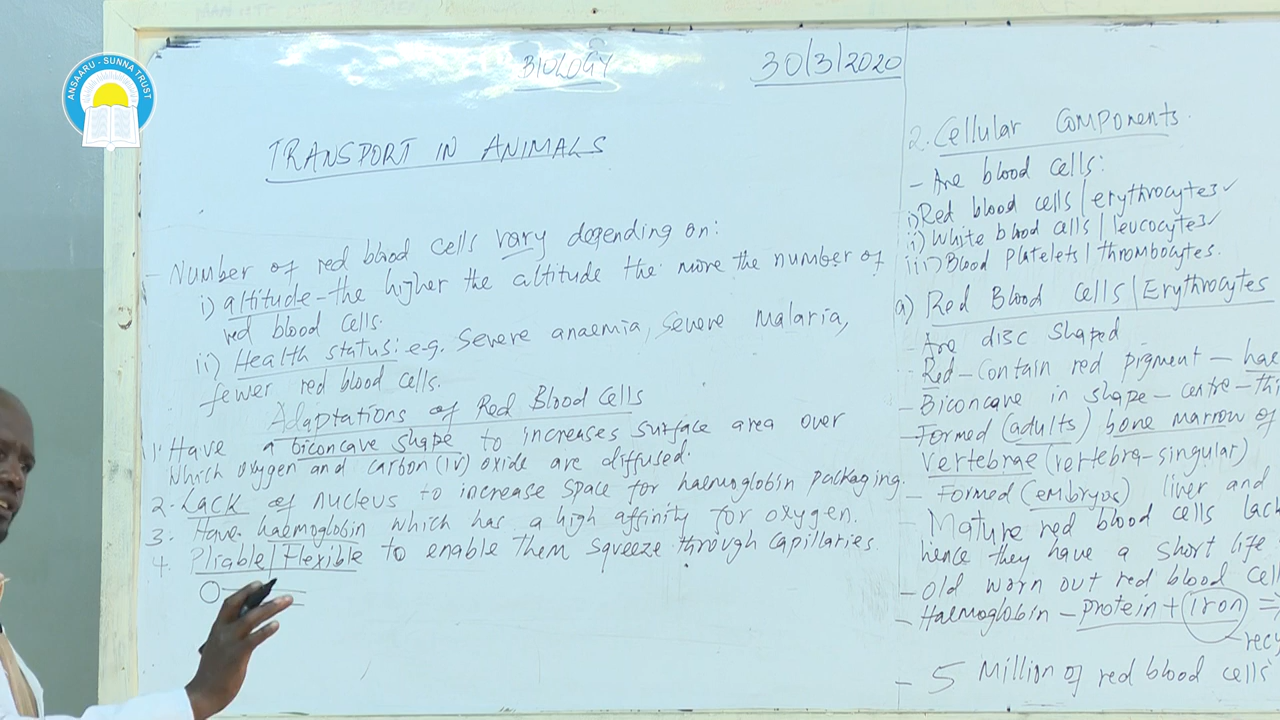 ANSAARU - SUNNA TRUST
BIOLOGY
30/3/2020
TRANSPORT IN ANIMALS
- Number of red blood cells vary depending on:
i) altitude - the higher the altitude the more the number of
red blood cells.
ii) Health status: e.g. Severe anaemia, Severe Malaria,
fewer red blood cells.
Adaptations of Red Blood Cells
1. Have a biconcave shape to increases surface area over
which oxygen and carbon (IV) oxide are diffused.
2. Lack of nucleus to increase space for haemoglobin packaging.
3. Have haemoglobin which has a high affinity for oxygen.
4. Pliable/Flexible to enable them squeeze through capillaries.
2. Cellular Components.
- Are blood cells:
i) Red blood cells/erythrocytes ✓
ii) White blood cells/leucocytes ✓
iii) Blood Platelets/thrombocytes.
a) Red Blood cells/Erythrocytes
- Are disc shaped
- Red - contain red pigment - hae
- Biconcave in shape - centre - thi
- Formed (adults) bone marrow of
vertebrae (vertebra-singular)
- Formed (embryos) liver and
- Mature red blood cells lack
hence they have a short life
- Old worn out red blood cell
- Haemoglobin - protein + iron =
recy
- 5 Million of red blood cells